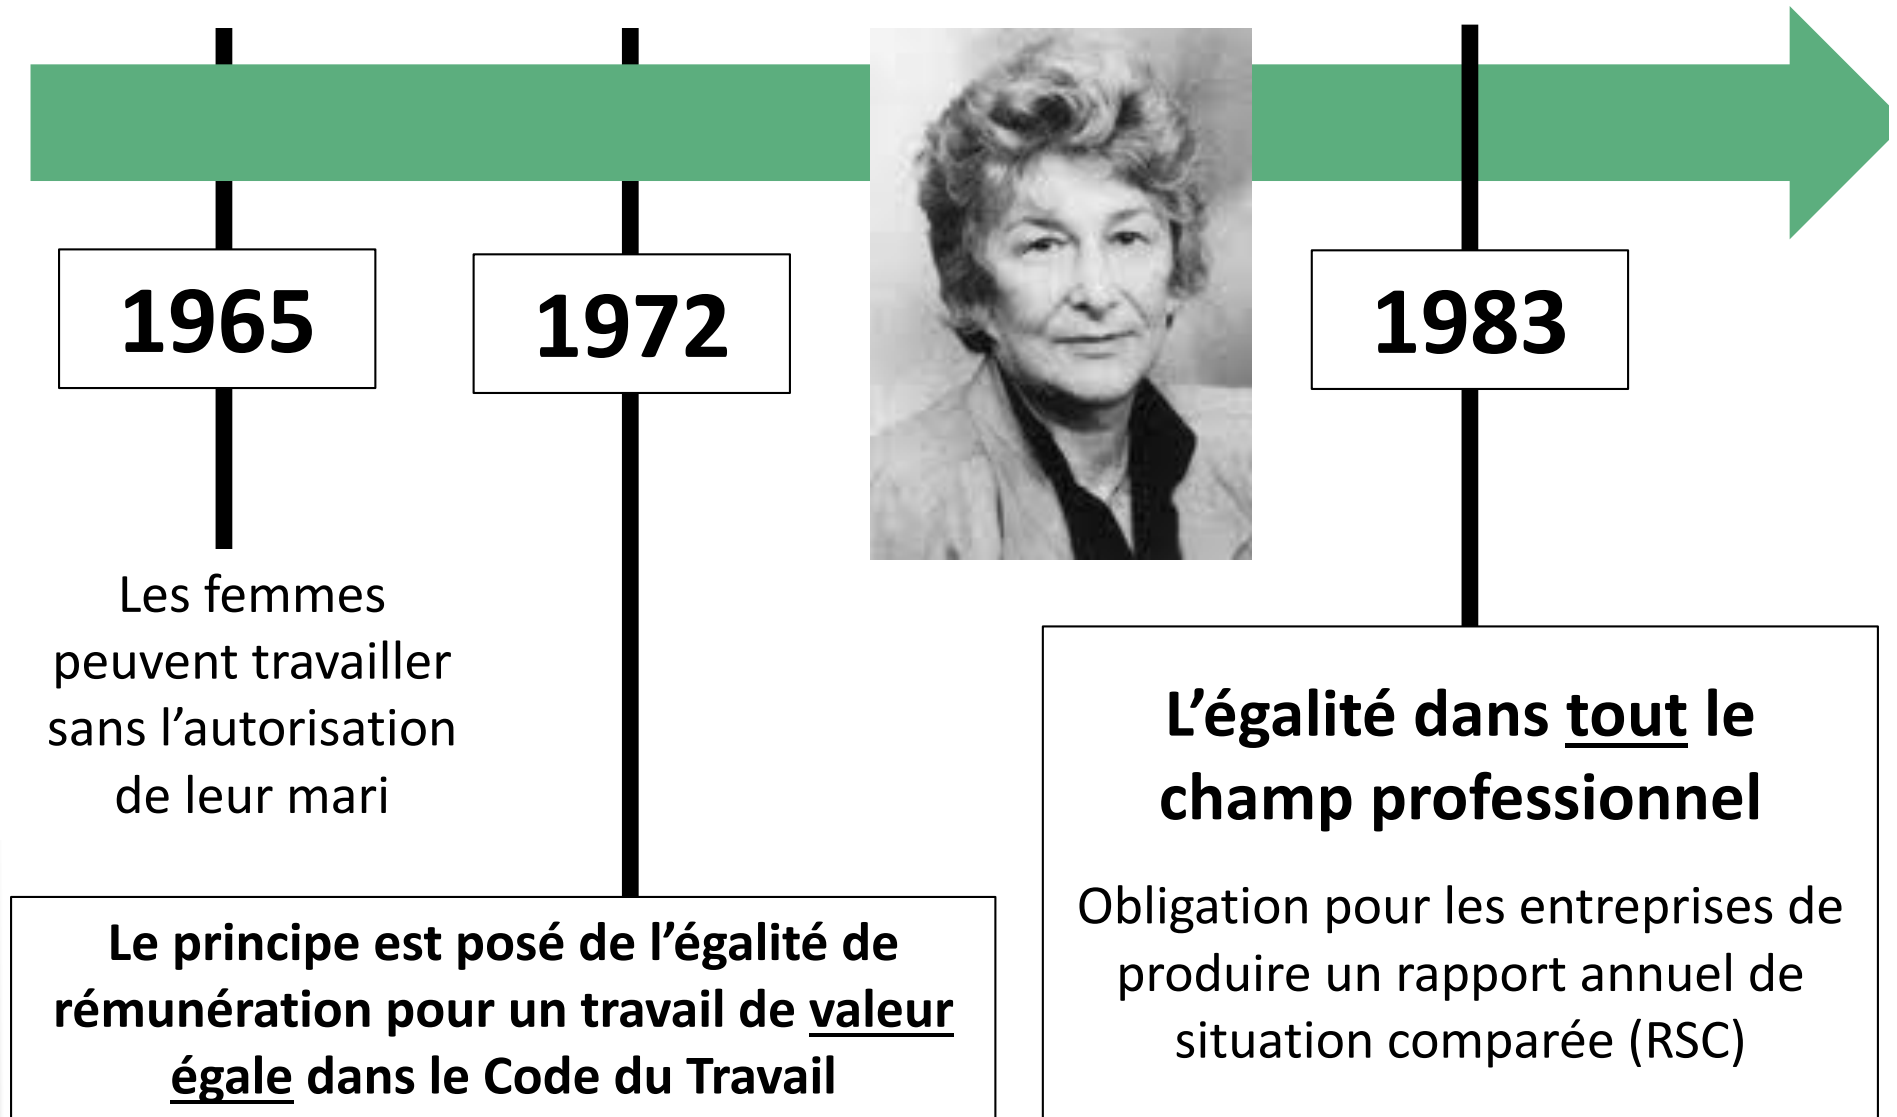 1965
1972
1983
Les femmes
peuvent travailler
sans l’autorisation
de leur mari
Le principe est posé de l’égalité de
rémunération pour un travail de valeur
égale dans le Code du Travail
L’égalité dans tout le
champ professionnel
Obligation pour les entreprises de
produire un rapport annuel de
situation comparée (RSC)